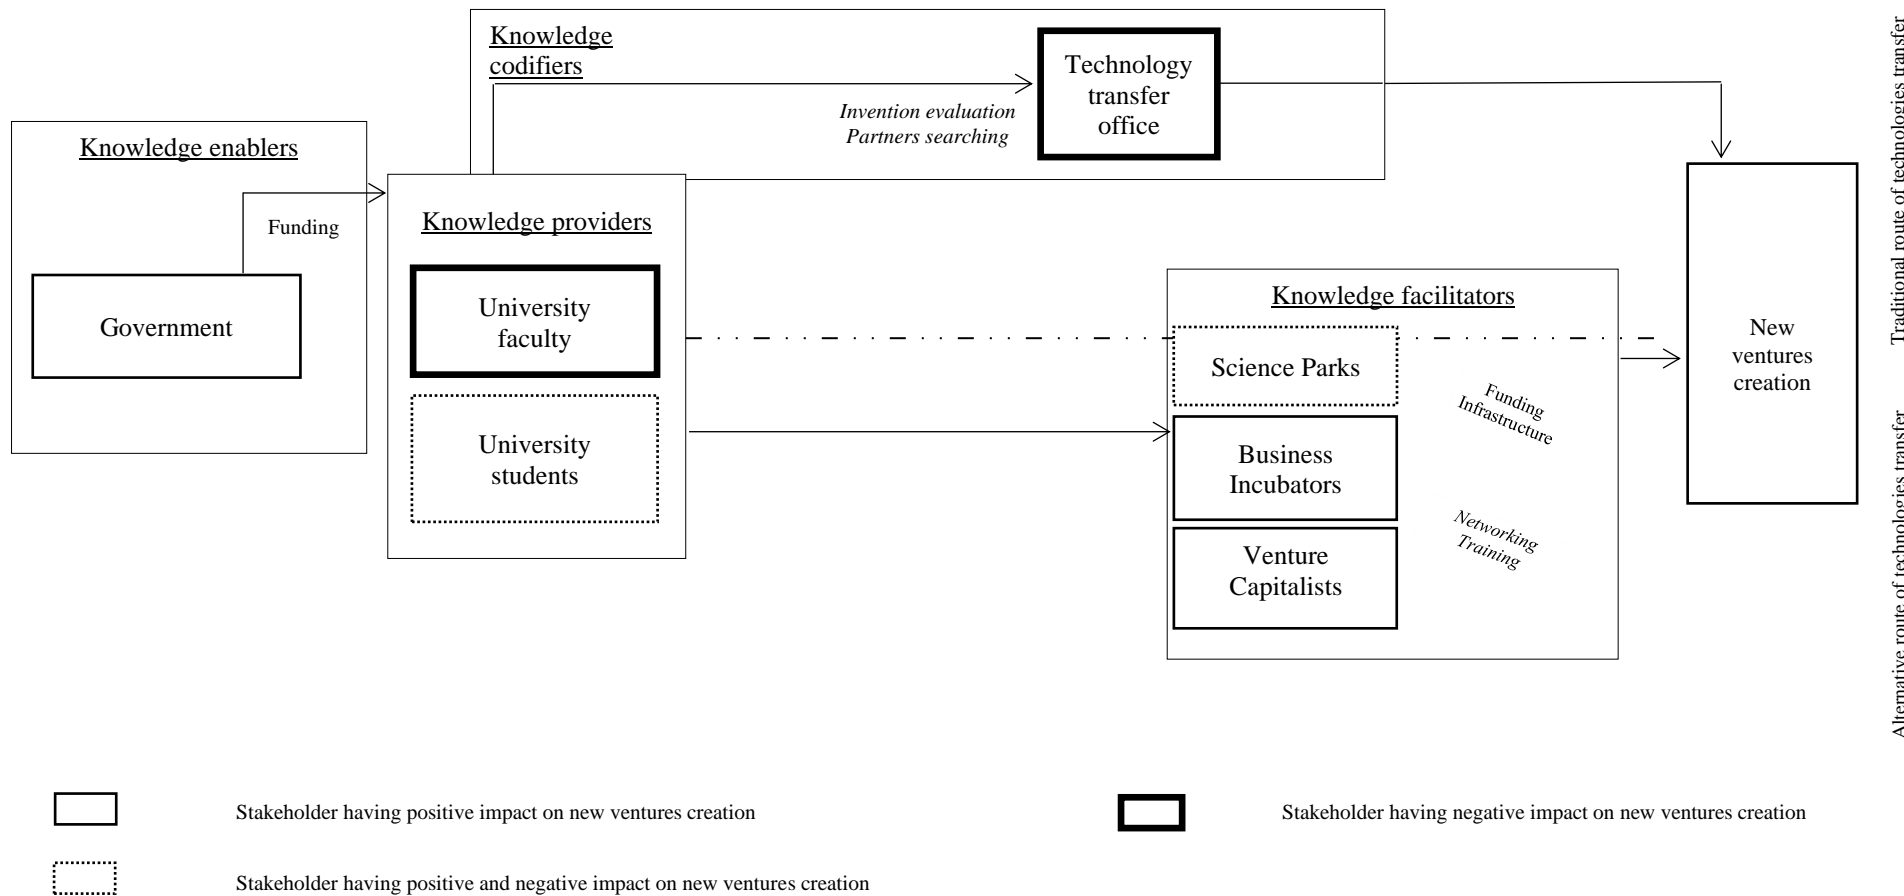 Knowledge
codifiers
Technology
transfer
office
Invention evaluation
Partners searching
Knowledge enablers
Funding
Government
Knowledge providers
University
faculty
University
students
Knowledge facilitators
Science Parks
Business
Incubators
Venture
Capitalists
Funding
Infrastructure
Networking
Training
New
ventures
creation
Traditional route of technologies transfer
Alternative route of technologies transfer
Stakeholder having positive impact on new ventures creation
Stakeholder having negative impact on new ventures creation
Stakeholder having positive and negative impact on new ventures creation